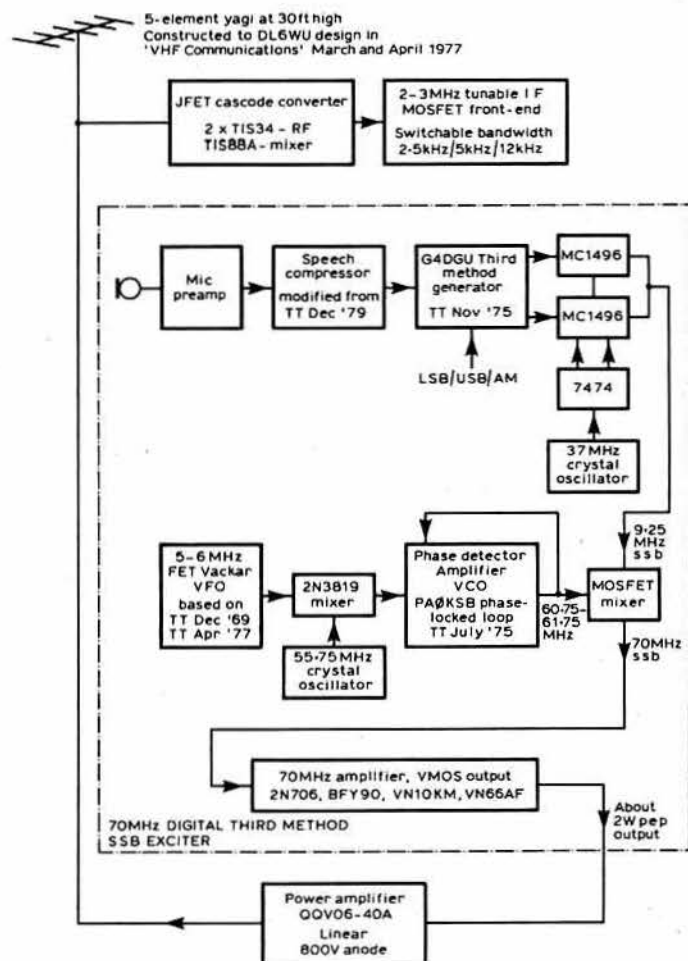 5-element yagi at 30ft high
Constructed to DL6WU design in
'VHF Communications' March and April 1977
JFET cascode converter
2 x TIS34 - RF
TIS88A - mixer
2-3MHz tunable I F
MOSFET front-end
Switchable bandwidth
2·5kHz/5kHz/12kHz
Mic
preamp
Speech
compressor
modified from
TT Dec '79
G4DGU Third
method
generator
TT Nov '75
LSB/USB/AM
MC1496
MC1496
7474
37MHz
crystal
oscillator
9·25
MHz
ssb
5-6MHz
FET Vackar
VFO
based on
TT Dec '69
TT Apr '77
2N3819
mixer
55·75MHz
crystal
oscillator
Phase detector
Amplifier
VCO
PAØKSB phase-
locked loop
TT July '75
60·75-
61·75
MHz
MOSFET
mixer
70MHz
ssb
70MHz amplifier, VMOS output
2N706, BFY90, VN10KM, VN66AF
70MHz DIGITAL THIRD METHOD
SSB EXCITER
About
2W pep
output
Power amplifier
QQV06-40A
Linear
800V anode